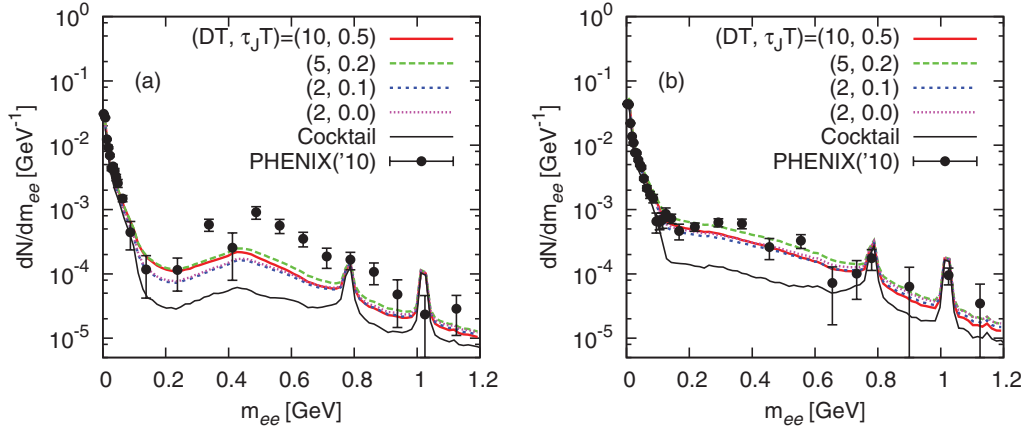 (a)
(DT, τ_J T)=(10, 0.5)
(5, 0.2)
(2, 0.1)
(2, 0.0)
Cocktail
PHENIX('10)
dN/dm_ee [GeV^-1]
10^0
10^-1
10^-2
10^-3
10^-4
10^-5
0 0.2 0.4 0.6 0.8 1 1.2
m_ee [GeV]
(b)
(DT, τ_J T)=(10, 0.5)
(5, 0.2)
(2, 0.1)
(2, 0.0)
Cocktail
PHENIX('10)
dN/dm_ee [GeV^-1]
10^0
10^-1
10^-2
10^-3
10^-4
10^-5
0 0.2 0.4 0.6 0.8 1 1.2
m_ee [GeV]